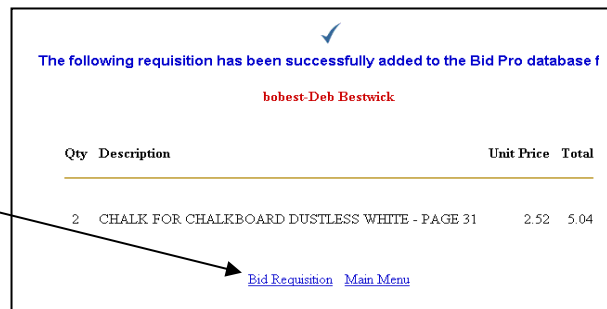 The following requisition has been successfully added to the Bid Pro database f
bobest-Deb Bestwick
Qty Description Unit Price Total
2 CHALK FOR CHALKBOARD DUSTLESS WHITE - PAGE 31 2.52 5.04
Bid Requisition Main Menu